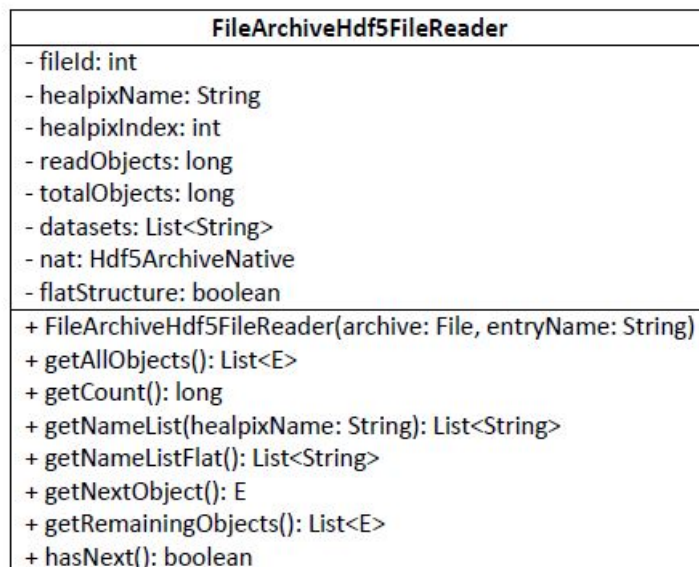 FileArchiveHdf5FileReader
- fileId: int
- healpixName: String
- healpixIndex: int
- readObjects: long
- totalObjects: long
- datasets: List<String>
- nat: Hdf5ArchiveNative
- flatStructure: boolean
+ FileArchiveHdf5FileReader(archive: File, entryName: String)
+ getAllObjects(): List<E>
+ getCount(): long
+ getNameList(healpixName: String): List<String>
+ getNameListFlat(): List<String>
+ getNextObject(): E
+ getRemainingObjects(): List<E>
+ hasNext(): boolean